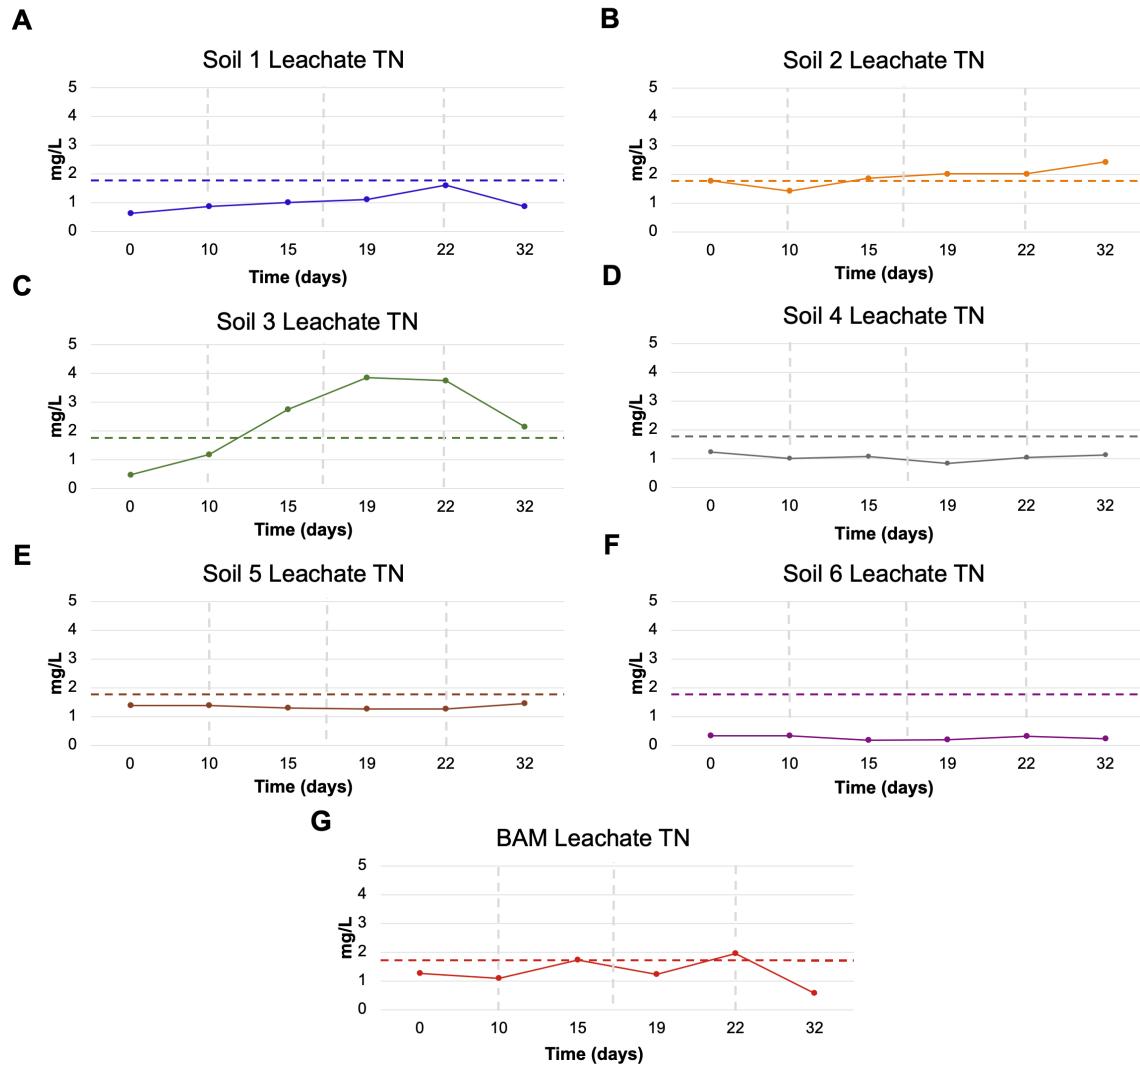 A
Soil 1 Leachate TN
5
4
3
2
1
0
mg/L
0 10 15 19 22 32
Time (days)
B
Soil 2 Leachate TN
5
4
3
2
1
0
mg/L
0 10 15 19 22 32
Time (days)
C
Soil 3 Leachate TN
5
4
3
2
1
0
mg/L
0 10 15 19 22 32
Time (days)
D
Soil 4 Leachate TN
5
4
3
2
1
0
mg/L
0 10 15 19 22 32
Time (days)
E
Soil 5 Leachate TN
5
4
3
2
1
0
mg/L
0 10 15 19 22 32
Time (days)
F
Soil 6 Leachate TN
5
4
3
2
1
0
mg/L
0 10 15 19 22 32
Time (days)
G
BAM Leachate TN
5
4
3
2
1
0
mg/L
0 10 15 19 22 32
Time (days)